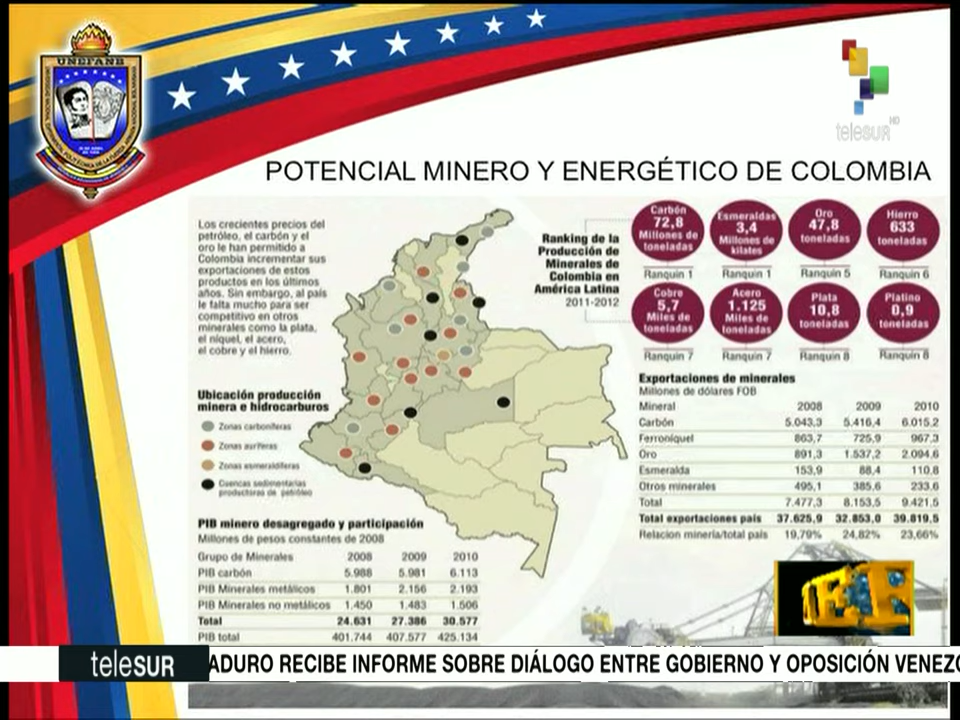 UNEFANB
telesur HD
POTENCIAL MINERO Y ENERGÉTICO DE COLOMBIA
Los crecientes precios del
petróleo, el carbón y el
oro le han permitido a
Colombia incrementar sus
exportaciones de estos
productos en los últimos
años. Sin embargo, al país
le falta mucho para ser
competitivo en otros
minerales como la plata,
el níquel, el acero,
el cobre y el hierro.
Ranking de la
Producción de
Minerales de
Colombia en
América Latina
2011-2012
Carbón
72,8
Millones de
toneladas
Ranquin 1
Esmeraldas
3,4
Millones de
kilates
Ranquin 1
Oro
47,8
toneladas
Ranquin 5
Hierro
633
toneladas
Ranquin 6
Cobre
5,7
Miles de
toneladas
Ranquin 7
Acero
1.125
Miles de
toneladas
Ranquin 7
Plata
10,8
toneladas
Ranquin 8
Platino
0,9
toneladas
Ranquin 8
Ubicación producción
minera e hidrocarburos
Zonas carboníferas
Zonas auríferas
Zonas esmeraldíferas
Cuencas sedimentarias
productoras de petróleo
Exportaciones de minerales
Millones de dólares FOB
Mineral 2008 2009 2010
Carbón 5.043,3 5.416,4 6.015,2
Ferroníquel 863,7 725,9 967,3
Oro 891,3 1.537,2 2.094,6
Esmeralda 153,9 88,4 110,8
Otros minerales 495,1 385,6 233,6
Total 7.477,3 8.153,5 9.421,5
Total exportaciones país 37.625,9 32.853,0 39.819,5
Relacion minería/total país 19,79% 24,82% 23,66%
PIB minero desagregado y participación
Millones de pesos constantes de 2008
Grupo de Minerales 2008 2009 2010
PIB carbón 5.988 5.981 6.113
PIB Minerales metálicos 1.801 2.156 2.193
PIB Minerales no metálicos 1.450 1.483 1.506
Total 24.631 27.386 30.577
PIB total 401.744 407.577 425.134
telesur ADURO RECIBE INFORME SOBRE DIÁLOGO ENTRE GOBIERNO Y OPOSICIÓN VENEZO